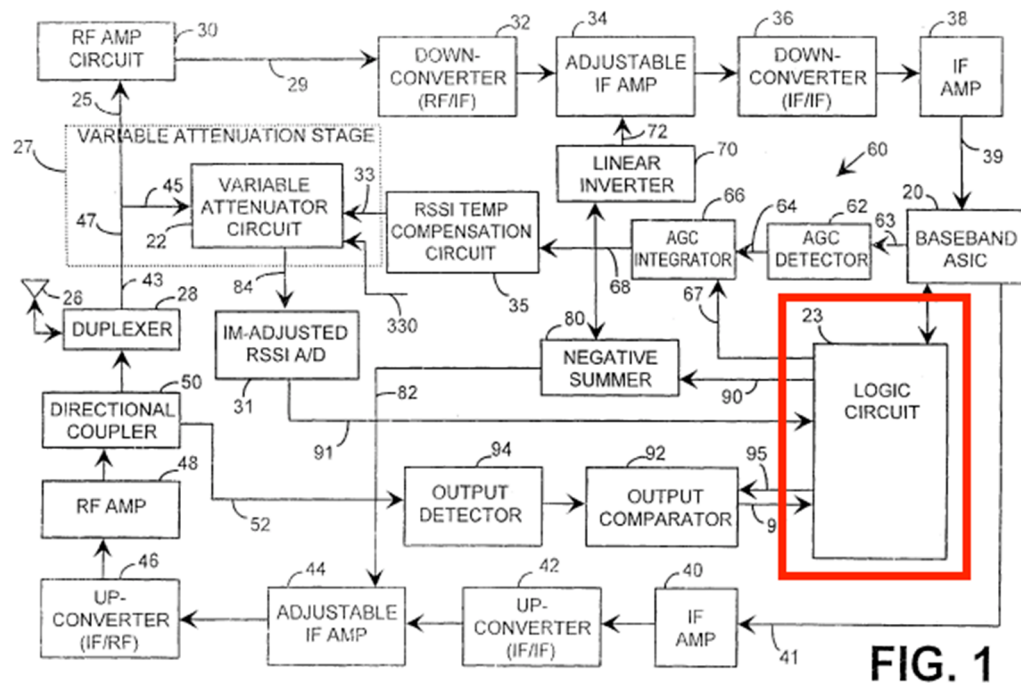 RF AMP
CIRCUIT
30
25
29
32
DOWN-
CONVERTER
(RF/IF)
34
ADJUSTABLE
IF AMP
36
DOWN-
CONVERTER
(IF/IF)
38
IF
AMP
39
27
VARIABLE ATTENUATION STAGE
45
47
VARIABLE
ATTENUATOR
CIRCUIT
22
33
RSSI TEMP
COMPENSATION
CIRCUIT
35
72
LINEAR
INVERTER
70
60
66
AGC
INTEGRATOR
64
62
AGC
DETECTOR
63
20
BASEBAND
ASIC
68
67
43
84
330
26
28
DUPLEXER
IM-ADJUSTED
RSSI A/D
31
80
NEGATIVE
SUMMER
82
90
91
23
LOGIC
CIRCUIT
50
DIRECTIONAL
COUPLER
48
RF AMP
52
94
OUTPUT
DETECTOR
92
OUTPUT
COMPARATOR
95
9
46
UP-
CONVERTER
(IF/RF)
44
ADJUSTABLE
IF AMP
42
UP-
CONVERTER
(IF/IF)
40
IF
AMP
41
FIG. 1